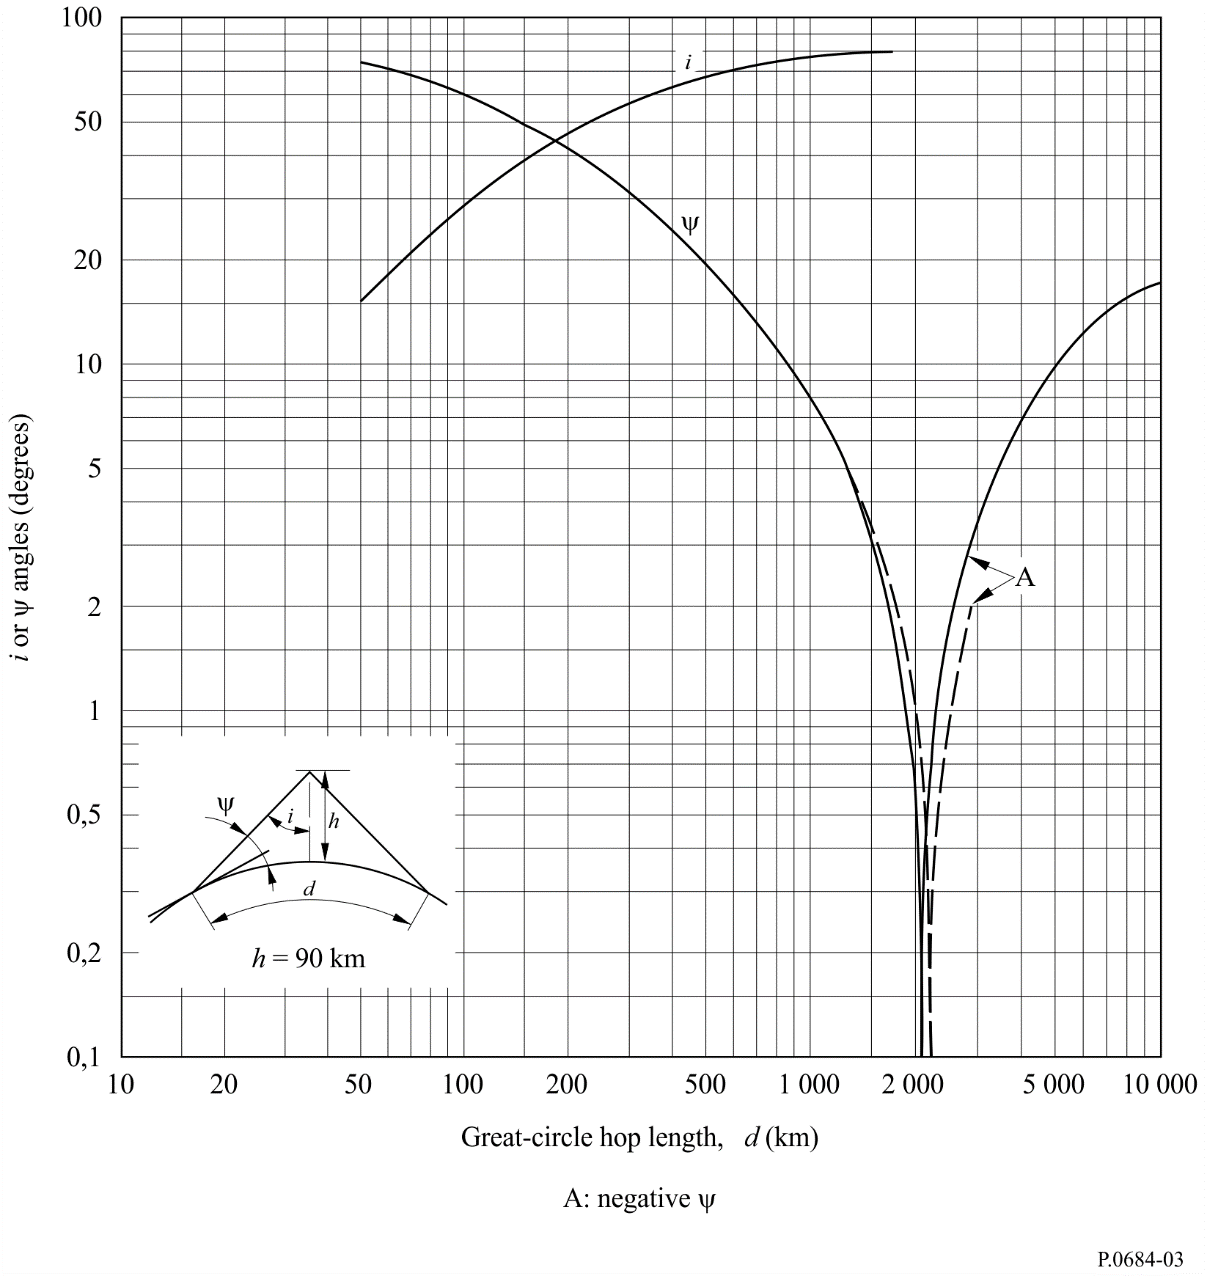 100
50
20
10
5
2
1
0,5
0,2
0,1
i or ψ angles (degrees)
i
ψ
A
ψ
i
h
d
h = 90 km
10 20 50 100 200 500 1 000 2 000 5 000 10 000
Great-circle hop length, d (km)
A: negative ψ
P.0684-03